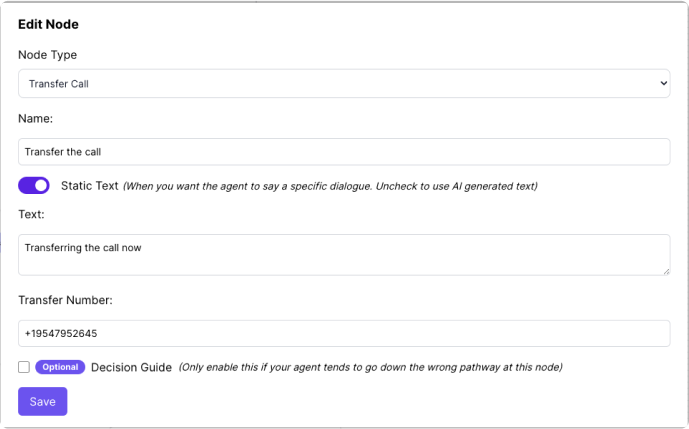 Edit Node
Node Type
Transfer Call
Name:
Transfer the call
Static Text (When you want the agent to say a specific dialogue. Uncheck to use AI generated text)
Text:
Transferring the call now
Transfer Number:
+19547952645
Optional Decision Guide (Only enable this if your agent tends to go down the wrong pathway at this node)
Save